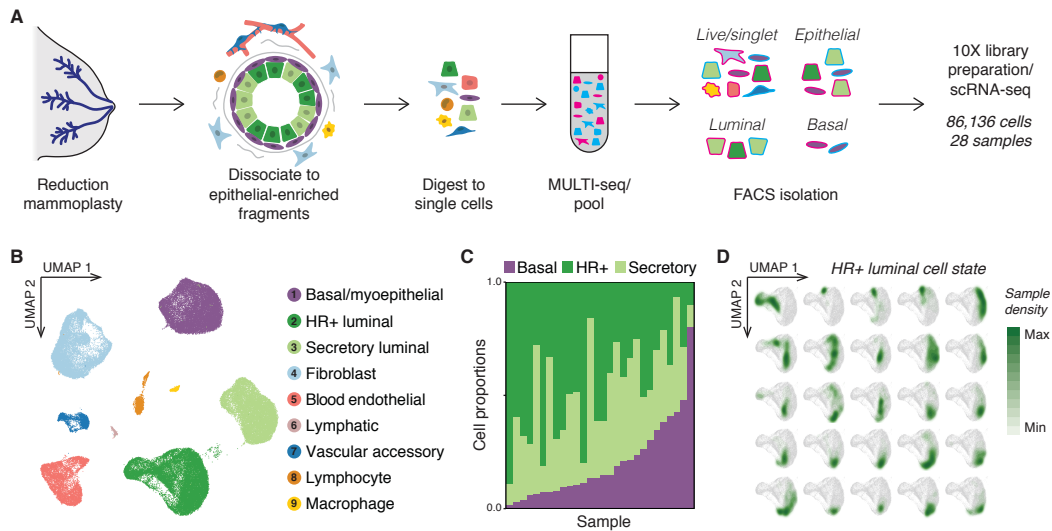 A
Reduction
mammoplasty
Dissociate to
epithelial-enriched
fragments
Digest to
single cells
MULTI-seq/
pool
Live/singlet
Epithelial
Luminal
Basal
FACS isolation
10X library
preparation/
scRNA-seq
86,136 cells
28 samples
B
UMAP 1
UMAP 2
1 Basal/myoepithelial
2 HR+ luminal
3 Secretory luminal
4 Fibroblast
5 Blood endothelial
6 Lymphatic
7 Vascular accessory
8 Lymphocyte
9 Macrophage
C
Basal HR+ Secretory
1.0
Cell proportions
0.0
Sample
D
UMAP 1
UMAP 2
HR+ luminal cell state
Sample
density
Max
Min